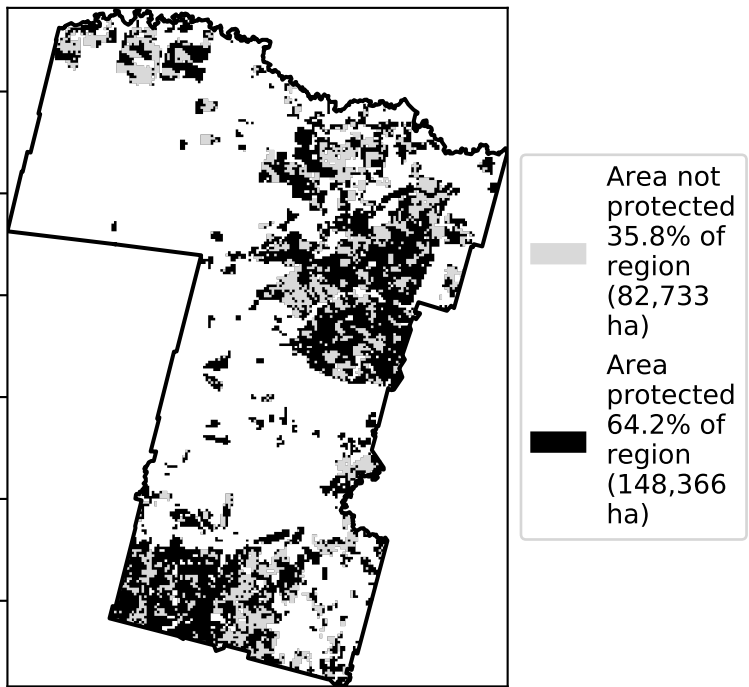 Area not
protected
35.8% of
region
(82,733
ha)
Area
protected
64.2% of
region
(148,366
ha)